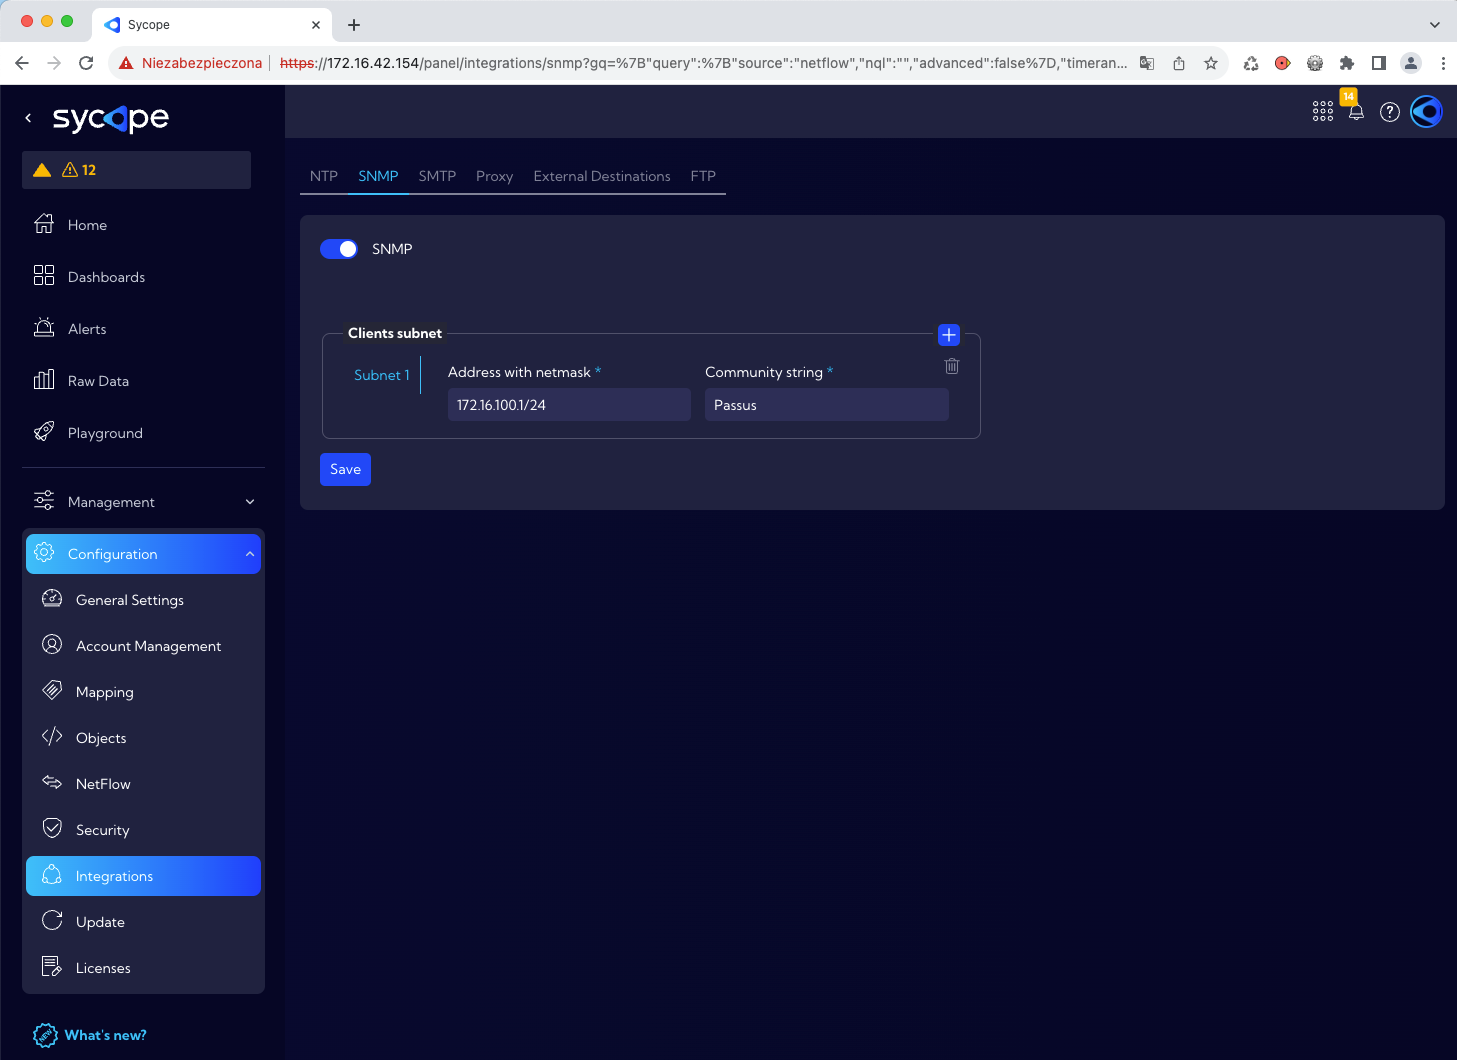 Sycope
Niezabezpieczona https://172.16.42.154/panel/integrations/snmp?gq=%7B"query":%7B"source":"netflow","nql":"","advanced":false%7D,"timeran...
sycope
14
12
Home
Dashboards
Alerts
Raw Data
Playground
Management
Configuration
General Settings
Account Management
Mapping
Objects
NetFlow
Security
Integrations
Update
Licenses
What's new?
NTP SNMP SMTP Proxy External Destinations FTP
SNMP
Clients subnet
Subnet 1
Address with netmask * Community string *
172.16.100.1/24 Passus
Save